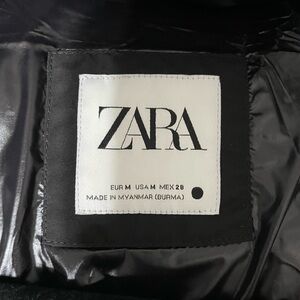 ZARA
EUR M USA M MEX 28
MADE IN MYANMAR (BURMA)